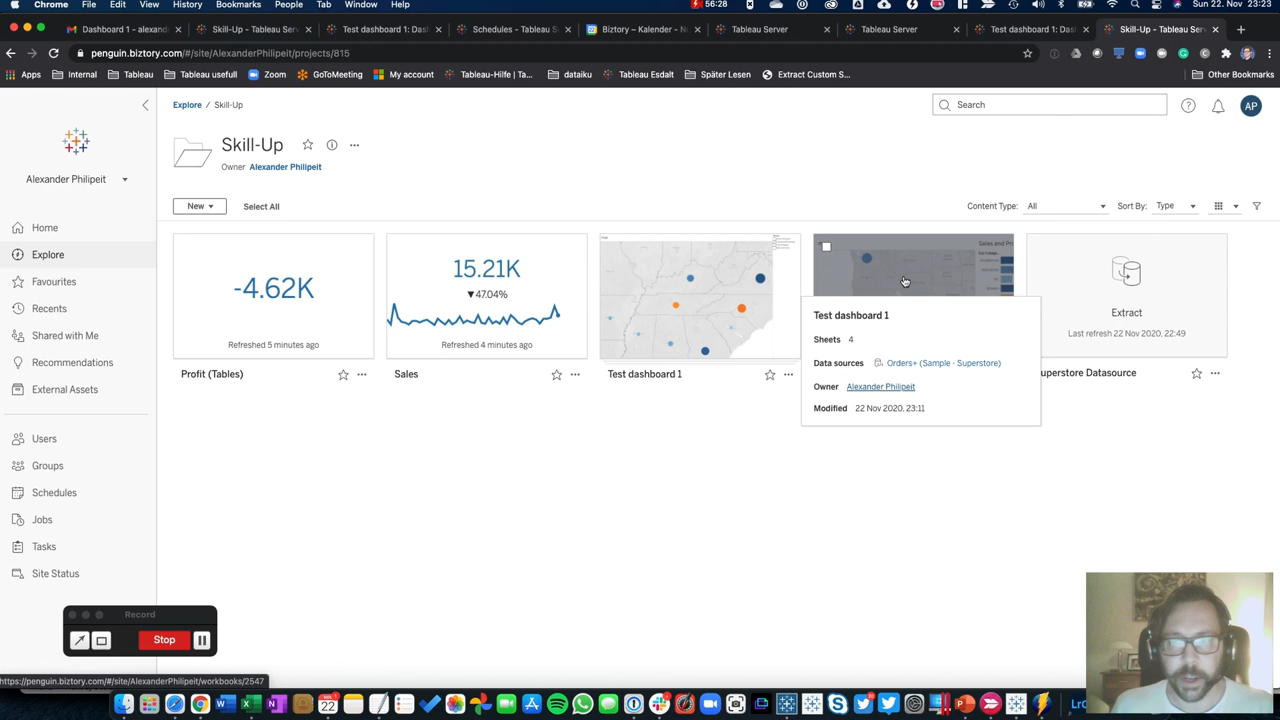 Chrome File Edit View History Bookmarks People Tab Window Help 56:28 Sun 22. Nov 23:23
Dashboard 1 – alexand Skill-Up - Tableau Serv Test dashboard 1: Das Schedules - Tableau S Biztory – Kalender - N Tableau Server Tableau Server Test dashboard 1: Das Skill-Up - Tableau Serv
penguin.biztory.com/#/site/AlexanderPhilipeit/projects/815
Apps Internal Tableau Tableau usefull Zoom GoToMeeting My account Tableau-Hilfe | Ta... dataiku Tableau Esdalt Später Lesen Extract Custom S... Other Bookmarks
Explore / Skill-Up
Search
AP
Skill-Up
Owner Alexander Philipeit
Alexander Philipeit
New Select All
Content Type: All Sort By: Type
Home
Explore
Favourites
Recents
Shared with Me
Recommendations
External Assets
Users
Groups
Schedules
Jobs
Tasks
Site Status
-4.62K
Refreshed 5 minutes ago
Profit (Tables)
15.21K
▼47.04%
Refreshed 4 minutes ago
Sales
Test dashboard 1
Sales and Pro
Test dashboard 1
Sheets 4
Data sources Orders+ (Sample - Superstore)
Owner Alexander Philipeit
Modified 22 Nov 2020, 23:11
Extract
Last refresh 22 Nov 2020, 22:49
uperstore Datasource
Record
Stop
https://penguin.biztory.com/#/site/AlexanderPhilipeit/workbooks/2547
22